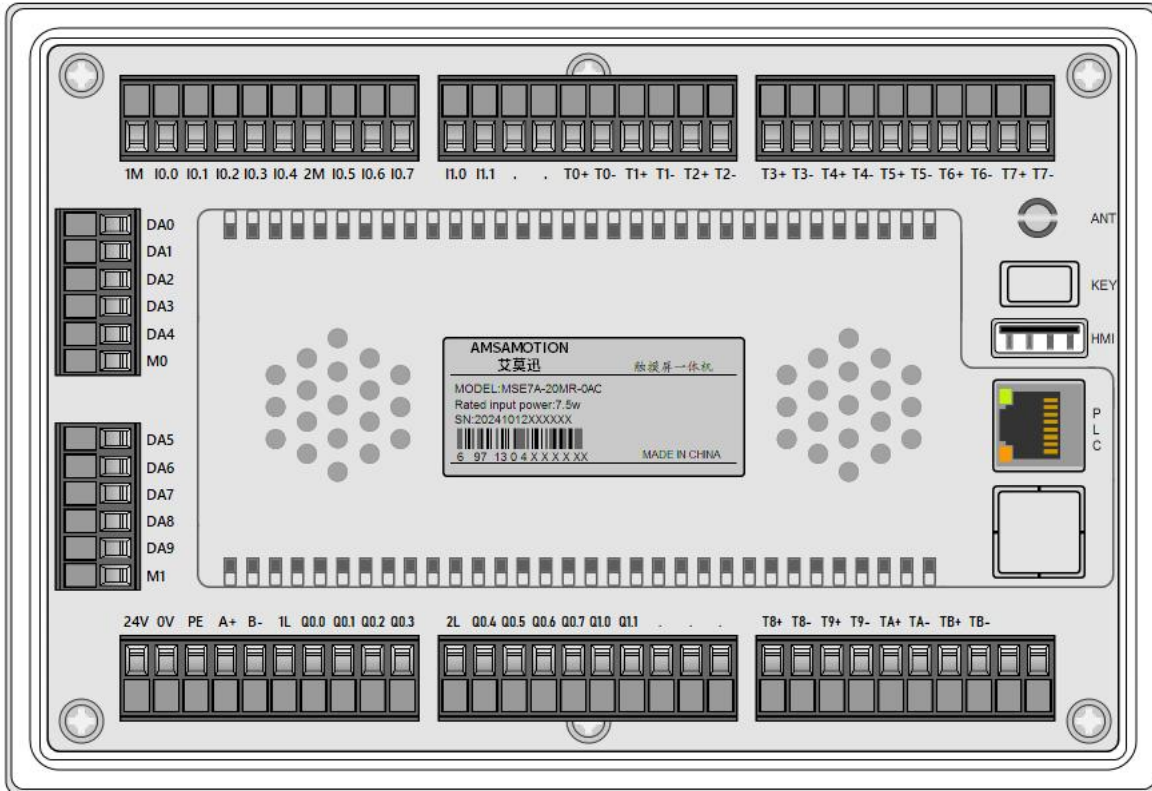 1M I0.0 I0.1 I0.2 I0.3 I0.4 2M I0.5 I0.6 I0.7
I1.0 I1.1 . . T0+ T0- T1+ T1- T2+ T2-
T3+ T3- T4+ T4- T5+ T5- T6+ T6- T7+ T7-
DA0
DA1
DA2
DA3
DA4
M0
DA5
DA6
DA7
DA8
DA9
M1
AMSAMOTION
艾莫迅
触摸屏一体机
MODEL:MSE7A-20MR-0AC
Rated input power:7.5w
SN:20241012XXXXXX
6 97 13 0 4 X X X X X XX
MADE IN CHINA
ANT
KEY
HMI
PLC
24V 0V PE A+ B- 1L Q0.0 Q0.1 Q0.2 Q0.3
2L Q0.4 Q0.5 Q0.6 Q0.7 Q1.0 Q1.1 . . .
T8+ T8- T9+ T9- TA+ TA- TB+ TB-